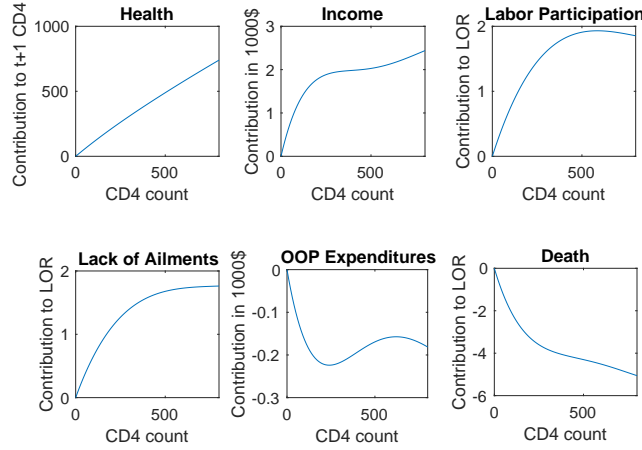 Health
Contribution to t+1 CD4
1000
500
0
0
500
CD4 count
Income
Contribution in 1000$
3
2
1
0
0
500
CD4 count
Labor Participation
Contribution to LOR
2
1
0
0
500
CD4 count
Lack of Ailments
Contribution to LOR
2
1
0
0
500
CD4 count
OOP Expenditures
Contribution in 1000$
0
-0.1
-0.2
-0.3
0
500
CD4 count
Death
Contribution to LOR
0
-2
-4
-6
0
500
CD4 count